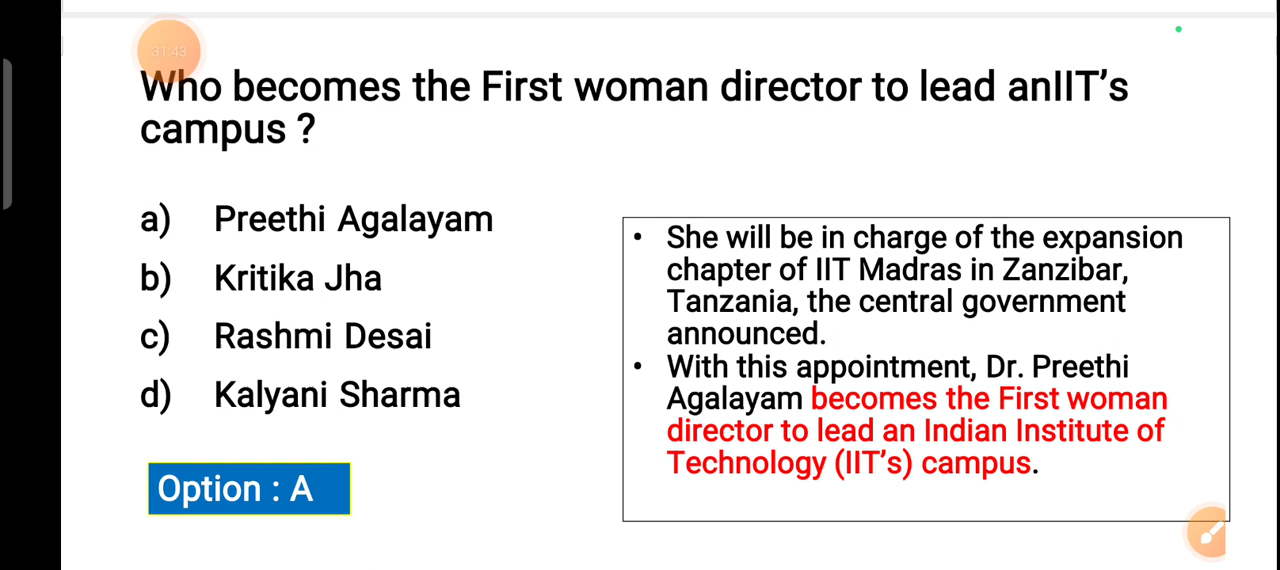 31:43
Who becomes the First woman director to lead anIIT's
campus ?
a) Preethi Agalayam
b) Kritika Jha
c) Rashmi Desai
d) Kalyani Sharma
Option : A
• She will be in charge of the expansion
chapter of IIT Madras in Zanzibar,
Tanzania, the central government
announced.
• With this appointment, Dr. Preethi
Agalayam becomes the First woman
director to lead an Indian Institute of
Technology (IIT's) campus.